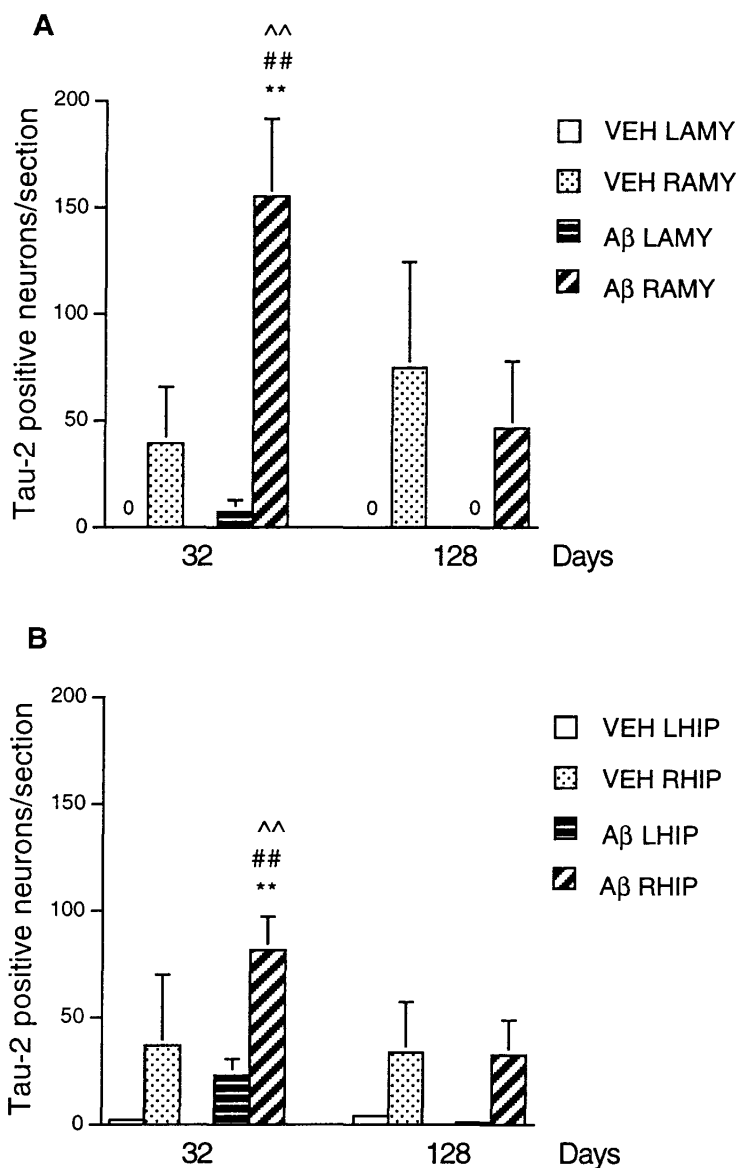 A
^^
##
**
Tau-2 positive neurons/section
200
150
100
50
0
0
0
0
32
128
Days
VEH LAMY
VEH RAMY
Aβ LAMY
Aβ RAMY
B
^^
##
**
Tau-2 positive neurons/section
200
150
100
50
0
32
128
Days
VEH LHIP
VEH RHIP
Aβ LHIP
Aβ RHIP